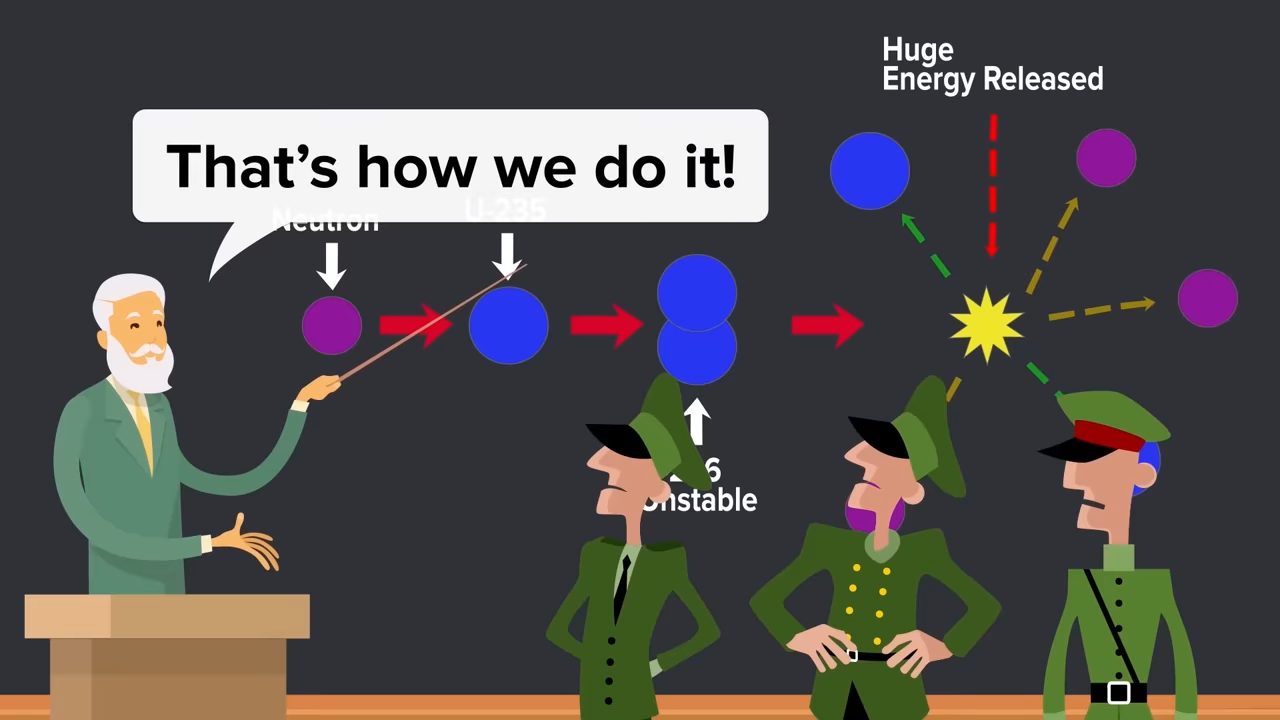 Huge
Energy Released
That's how we do it!
Neutron
U-235